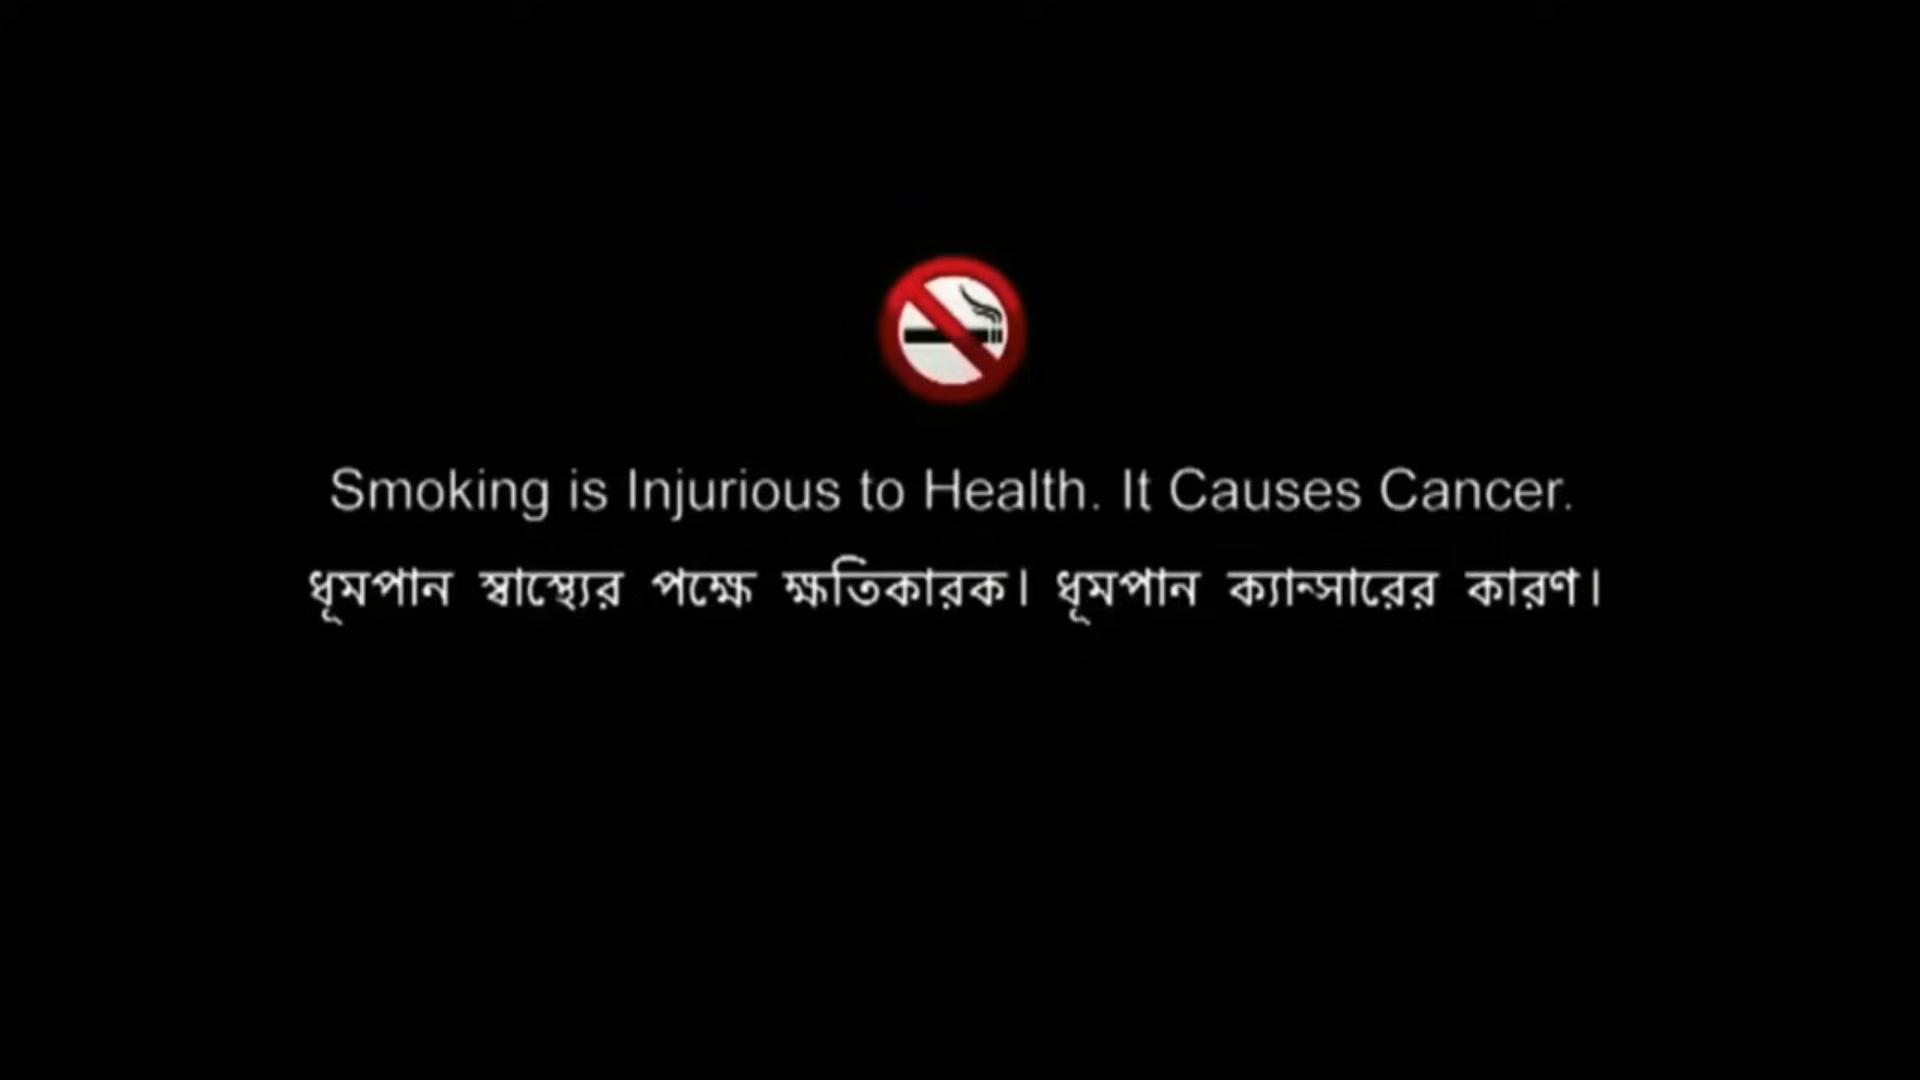 Smoking is Injurious to Health. It Causes Cancer.
ধূমপান স্বাস্থ্যের পক্ষে ক্ষতিকারক। ধূমপান ক্যান্সারের কারণ।